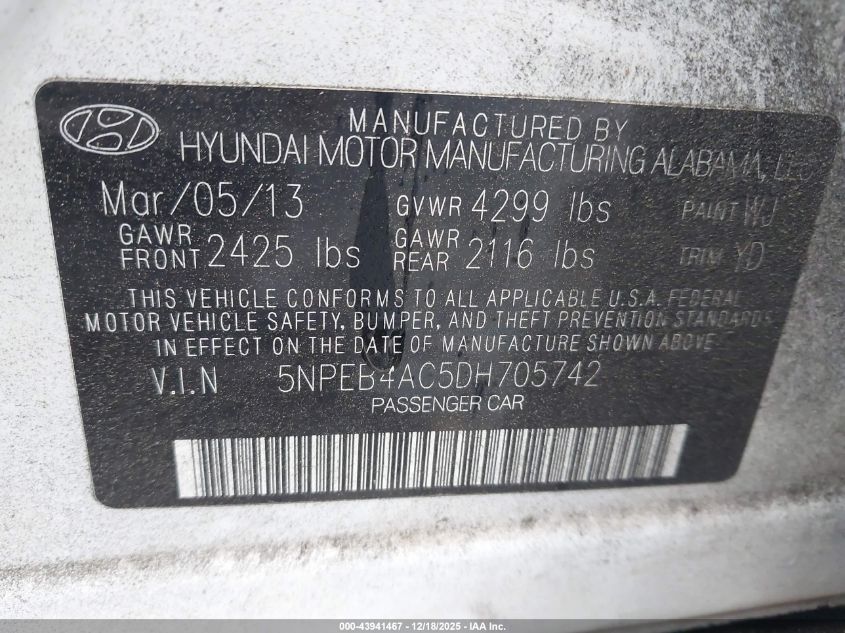 MANUFACTURED BY
HYUNDAI MOTOR MANUFACTURING ALABAMA, LLC
Mar/05/13 GVWR 4299 lbs PAINT WJ
GAWR FRONT 2425 lbs GAWR REAR 2116 lbs TRIM YD
THIS VEHICLE CONFORMS TO ALL APPLICABLE U.S.A. FEDERAL
MOTOR VEHICLE SAFETY, BUMPER, AND THEFT PREVENTION STANDARDS
IN EFFECT ON THE DATE OF MANUFACTURE SHOWN ABOVE
V.I.N 5NPEB4AC5DH705742
PASSENGER CAR
000-43941467 - 12/18/2025 - IAA Inc.